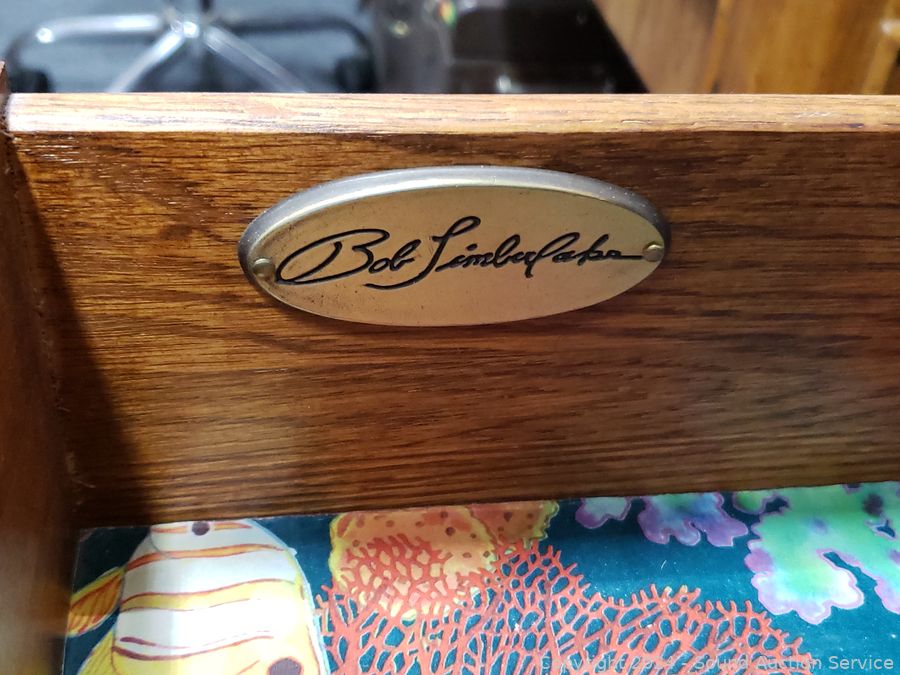 Bob Timberlake
Copyright 2024 - Sound Auction Service